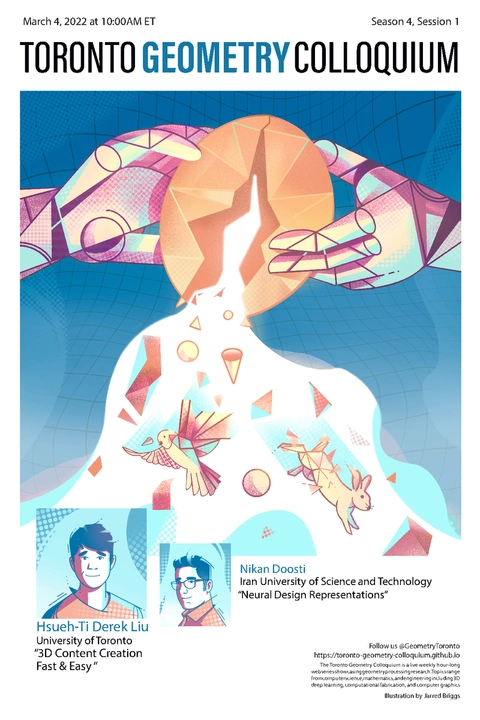 March 4, 2022 at 10:00AM ET
Season 4, Session 1
TORONTO GEOMETRY COLLOQUIUM
Nikan Doosti
Iran University of Science and Technology
"Neural Design Representations"
Hsueh-Ti Derek Liu
University of Toronto
"3D Content Creation
Fast & Easy "
Follow us @GeometryToronto
https://toronto-geometry-colloquium.github.io
The Toronto Geometry Colloquium is a live weekly hour-long
webseries showcasing geometry processing research. Topics range
from computer science, mathematics, and engineering including 3D
deep learning, computational fabrication, and computer graphics
Illustration by Jarred Briggs